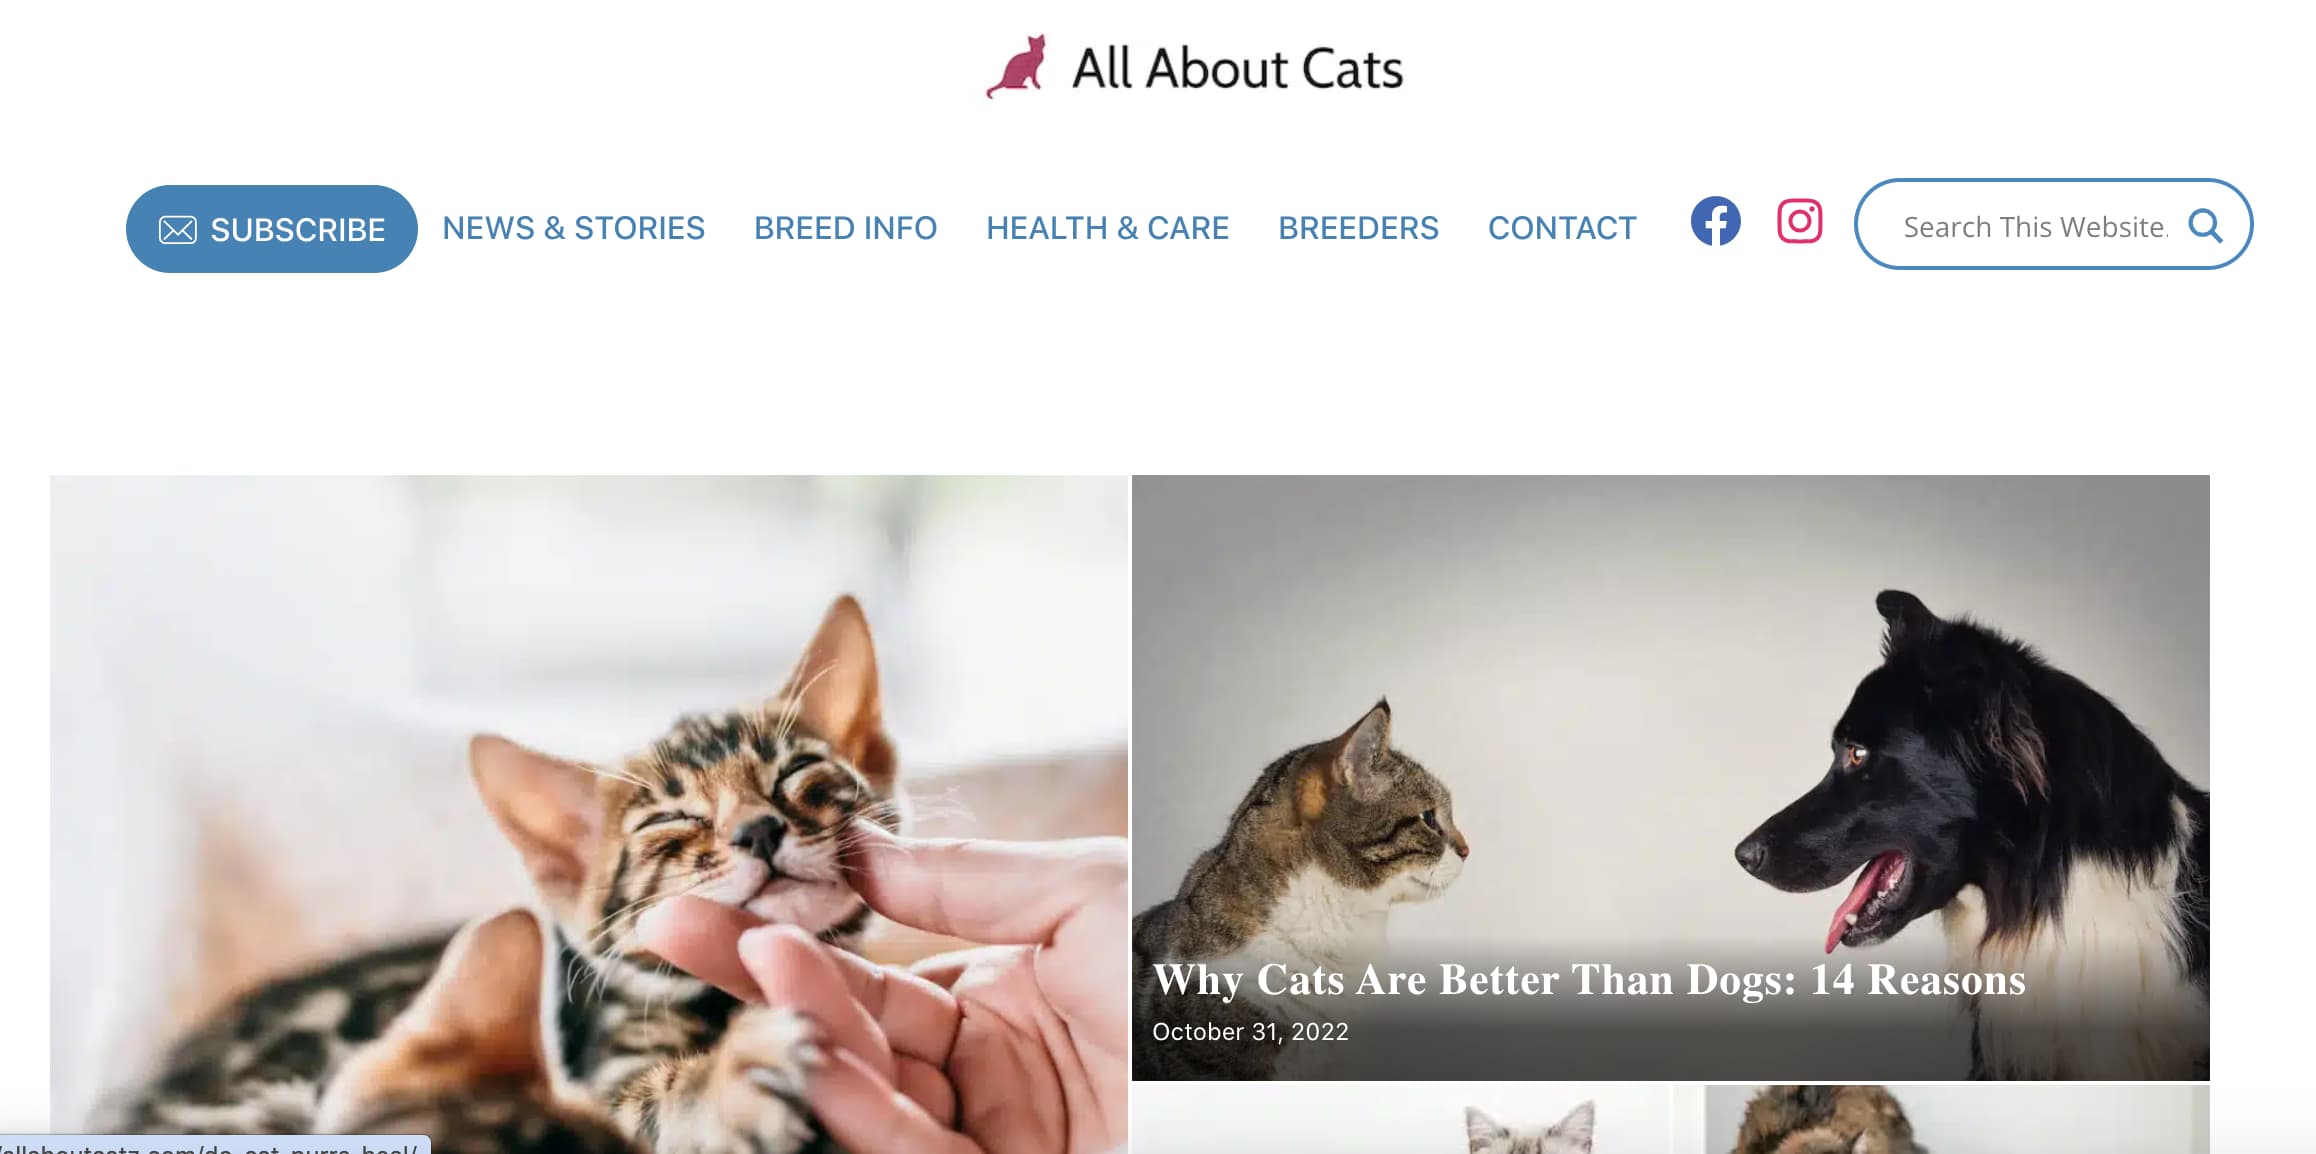 All About Cats
SUBSCRIBE NEWS & STORIES BREED INFO HEALTH & CARE BREEDERS CONTACT Search This Website.
Why Cats Are Better Than Dogs: 14 Reasons
October 31, 2022